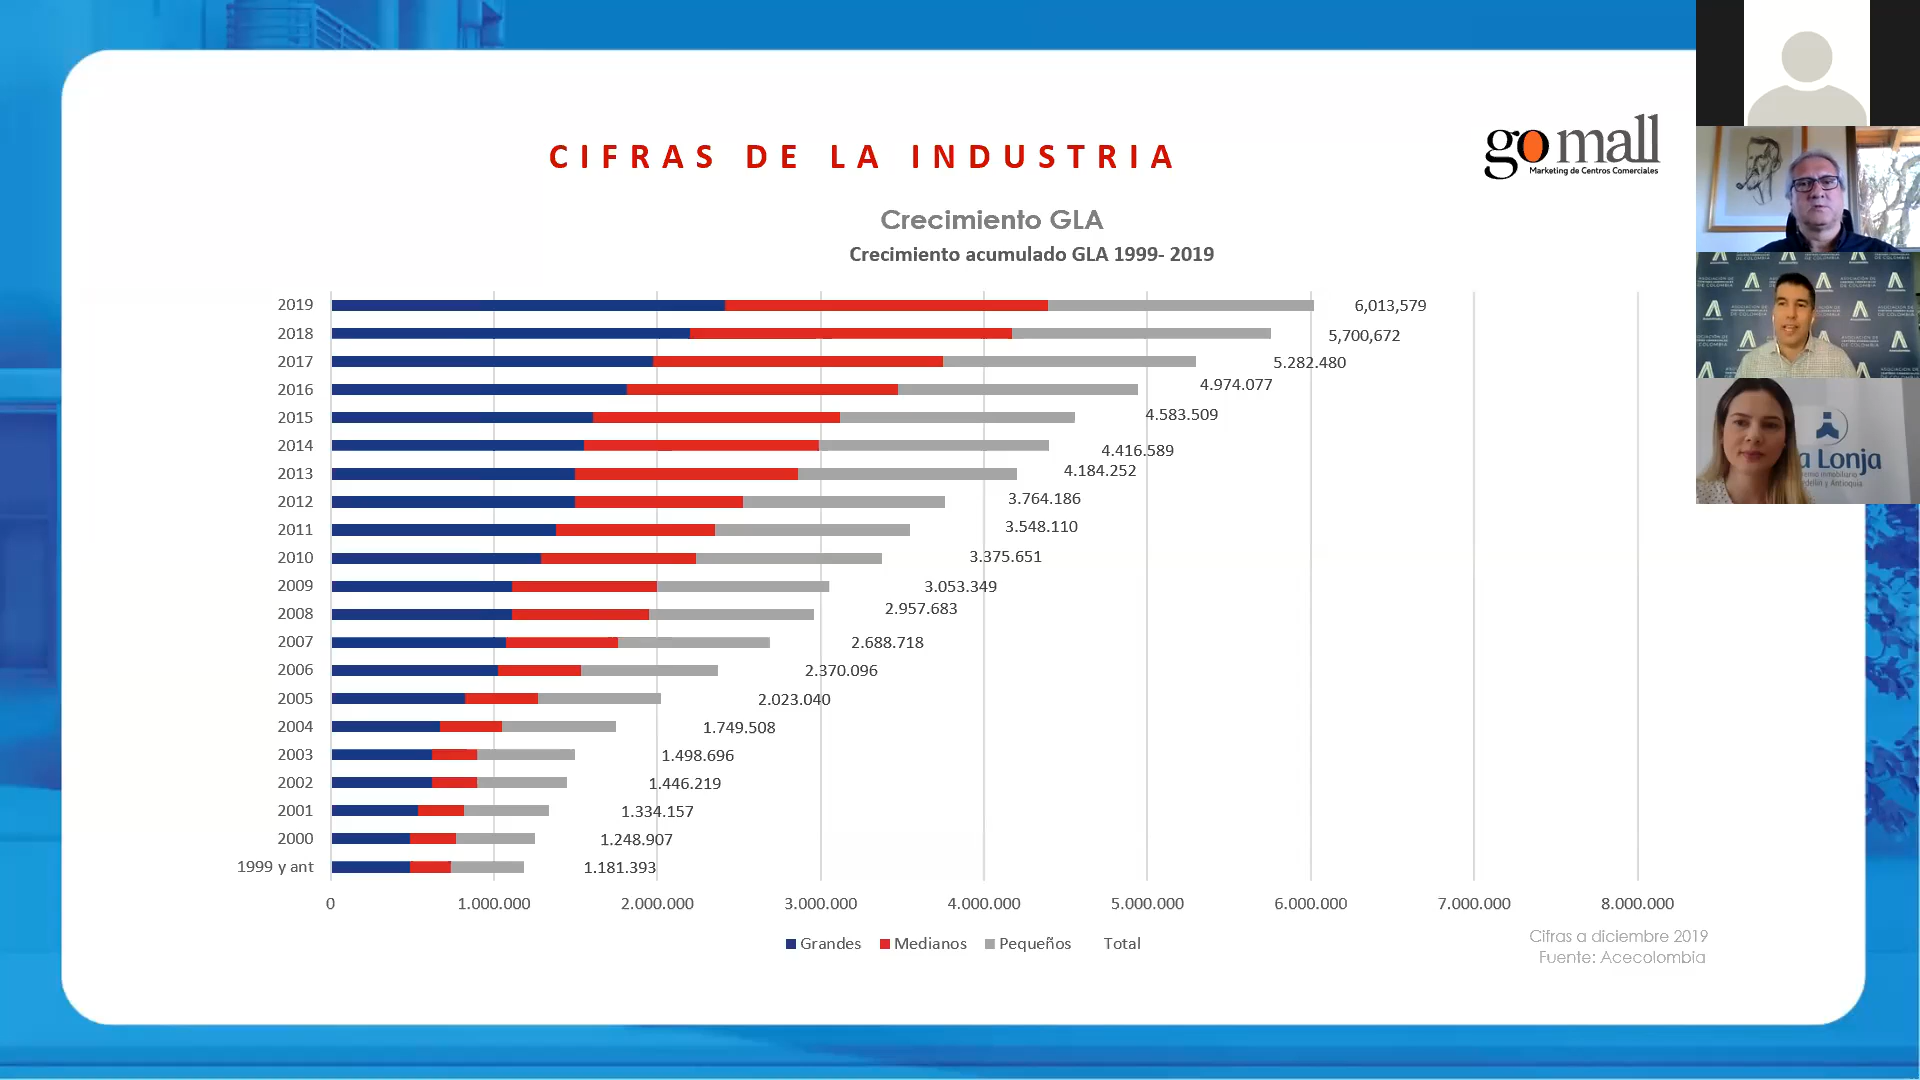 CIFRAS DE LA INDUSTRIA
go mall
Marketing de Centros Comerciales
Crecimiento GLA
Crecimiento acumulado GLA 1999- 2019
2019 6,013,579
2018 5,700,672
2017 5.282.480
2016 4.974.077
2015 4.583.509
2014 4.416.589
2013 4.184.252
2012 3.764.186
2011 3.548.110
2010 3.375.651
2009 3.053.349
2008 2.957.683
2007 2.688.718
2006 2.370.096
2005 2.023.040
2004 1.749.508
2003 1.498.696
2002 1.446.219
2001 1.334.157
2000 1.248.907
1999 y ant 1.181.393
0 1.000.000 2.000.000 3.000.000 4.000.000 5.000.000 6.000.000 7.000.000 8.000.000
Grandes Medianos Pequeños Total
Cifras a diciembre 2019
Fuente: Acecolombia
a Lonja